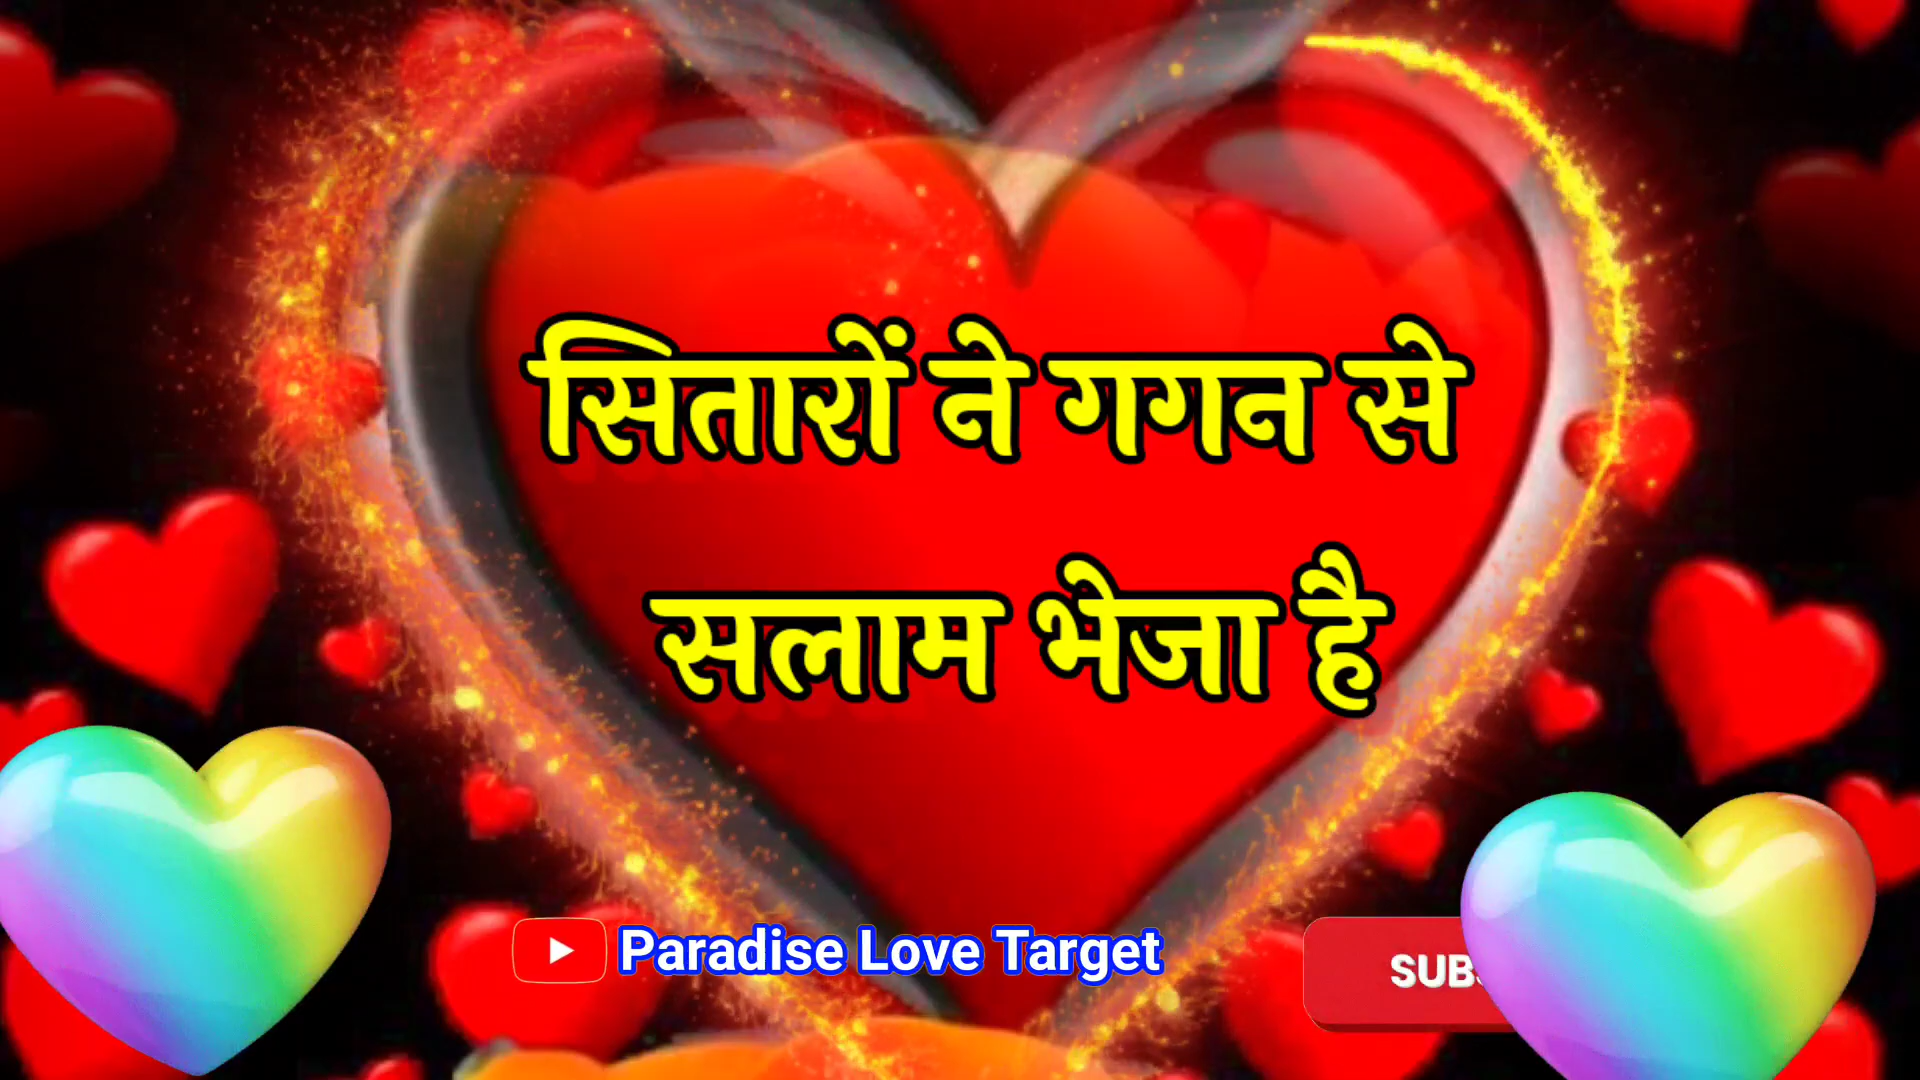 सितारों ने गगन से
सलाम भेजा है
Paradise Love Target